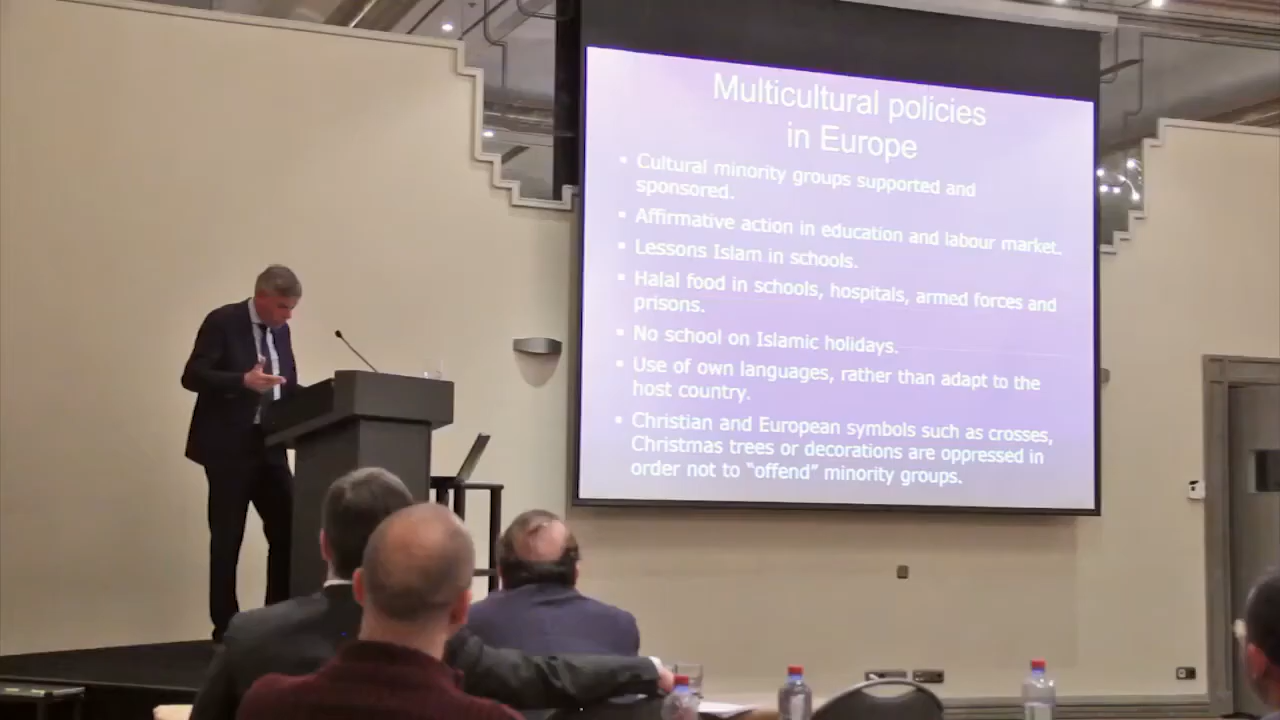 Multicultural policies
in Europe
▪ Cultural minority groups supported and
sponsored.
▪ Affirmative action in education and labour market.
▪ Lessons Islam in schools.
▪ Halal food in schools, hospitals, armed forces and
prisons.
▪ No school on Islamic holidays.
▪ Use of own languages, rather than adapt to the
host country.
▪ Christian and European symbols such as crosses,
Christmas trees or decorations are oppressed in
order not to “offend” minority groups.